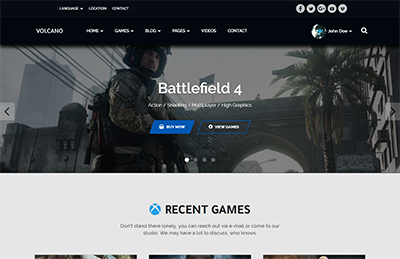 LANGUAGE LOCATION CONTACT
VOLCANO HOME GAMES BLOG PAGES VIDEOS CONTACT John Doe
Battlefield 4
Action / Shooting / Multiplayer / High Graphics
BUY NOW VIEW GAMES
RECENT GAMES
Don't stand there lonely, you can reach out via e-mail or come to our
studio. We may have a lot to discuss, who knows.